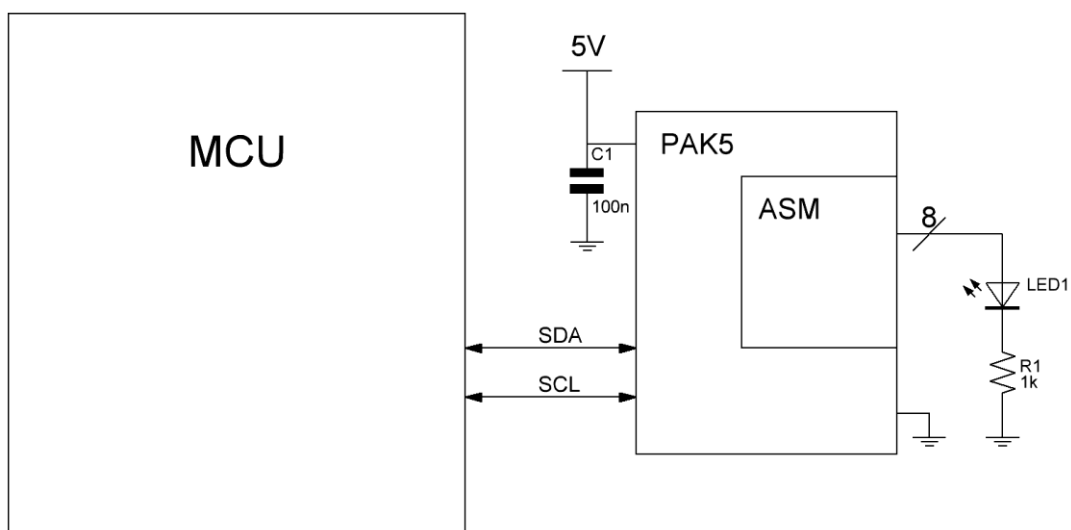 MCU
5V
C1
100n
PAK5
ASM
8
LED1
R1
1k
SDA
SCL